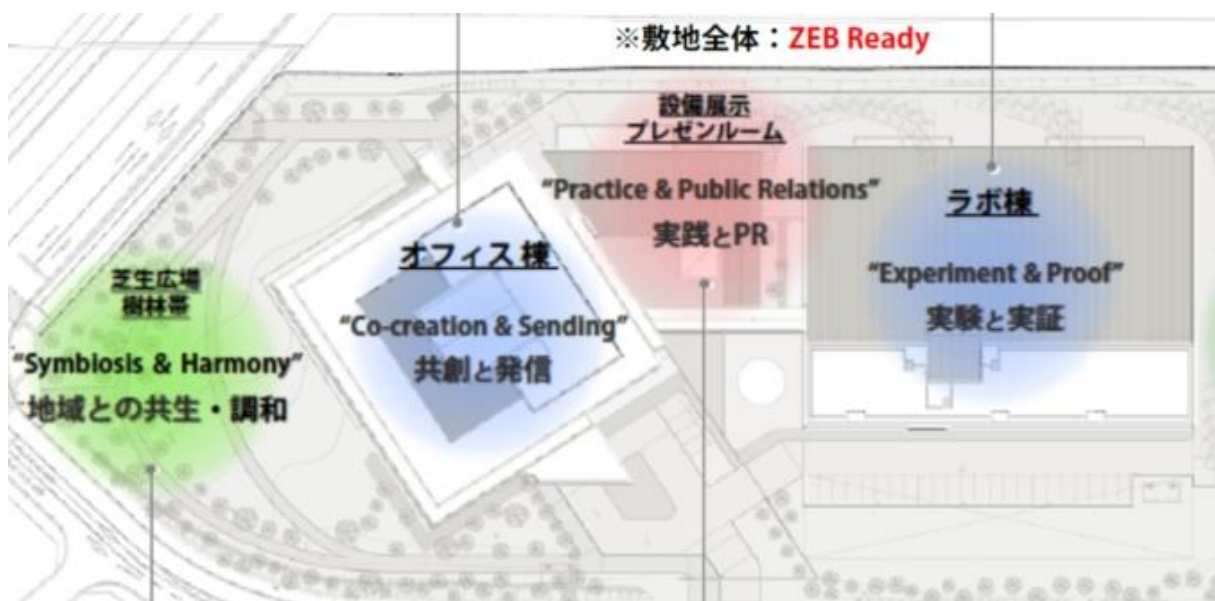 ※敷地全体：ZEB Ready
設備展示
プレゼンルーム
“Practice & Public Relations”
実践とPR
ラボ棟
“Experiment & Proof”
実験と実証
オフィス棟
“Co-creation & Sending”
共創と発信
芝生広場
樹林帯
“Symbiosis & Harmony”
地域との共生・調和